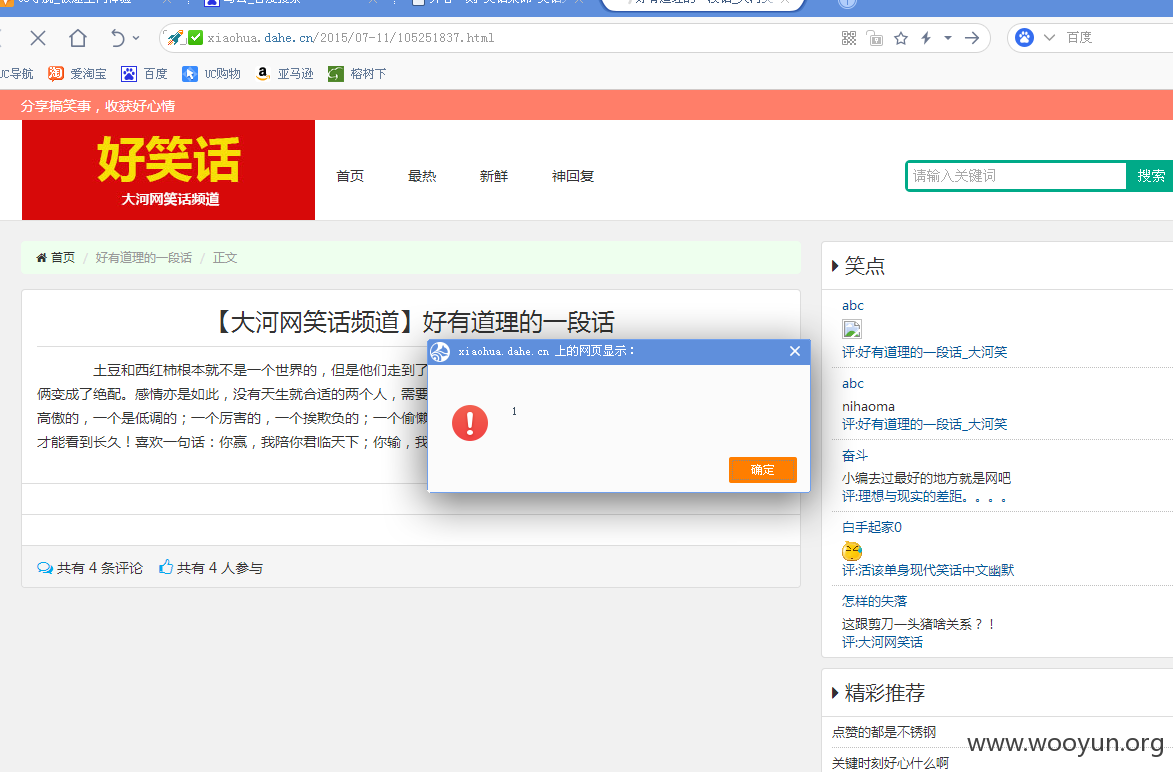 xiaohua.dahe.cn/2015/07-11/105251837.html
百度
UC导航 爱淘宝 百度 UC购物 亚马逊 榕树下
分享搞笑事，收获好心情
好笑话
大河网笑话频道
首页 最热 新鲜 神回复
请输入关键词 搜索
首页 / 好有道理的一段话 / 正文
【大河网笑话频道】好有道理的一段话
土豆和西红柿根本就不是一个世界的，但是他们走到了
俩变成了绝配。感情亦是如此，没有天生就合适的两个人，需要
高傲的，一个是低调的；一个厉害的，一个挨欺负的；一个偷懒
才能看到长久！喜欢一句话：你赢，我陪你君临天下；你输，我
xiaohua.dahe.cn 上的网页显示：
1
确定
共有 4 条评论 共有 4 人参与
笑点
abc
评:好有道理的一段话_大河笑
abc
nihaoma
评:好有道理的一段话_大河笑
奋斗
小编去过最好的地方就是网吧
评:理想与现实的差距。。。。
白手起家0
评:活该单身现代笑话中文幽默
怎样的失落
这跟剪刀一头猪啥关系？！
评:大河网笑话
精彩推荐
点赞的都是不锈钢
关键时刻好心什么啊
www.wooyun.org